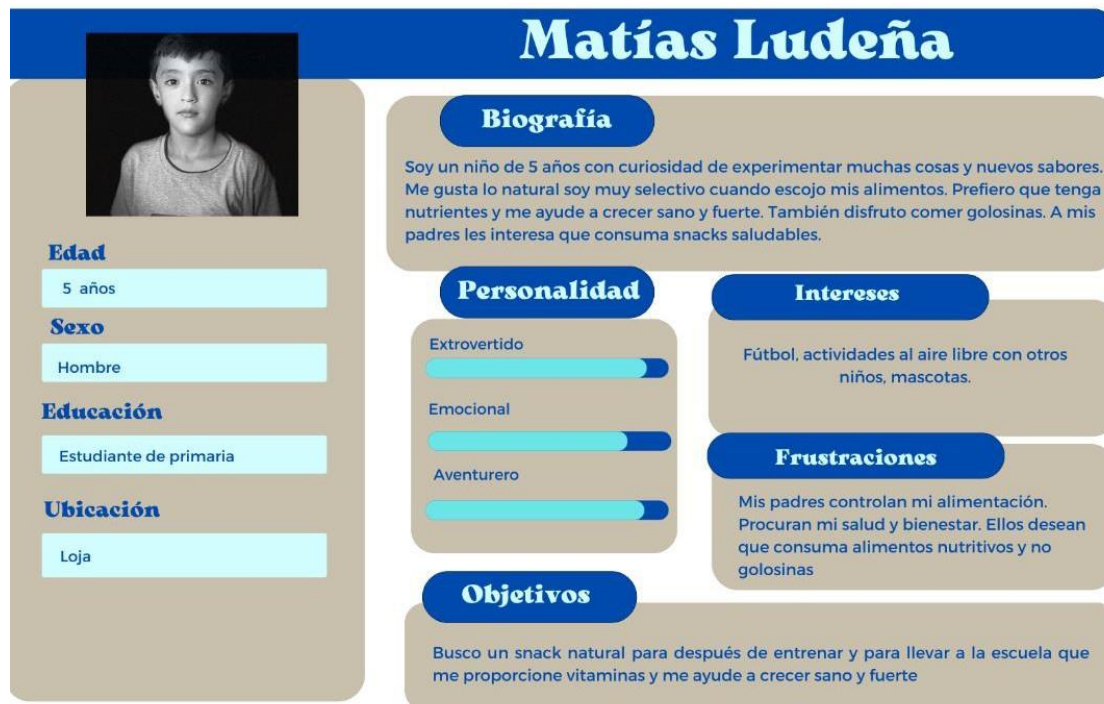 Matías Ludeña
Edad
5 años
Sexo
Hombre
Educación
Estudiante de primaria
Ubicación
Loja
Biografía
Soy un niño de 5 años con curiosidad de experimentar muchas cosas y nuevos sabores.
Me gusta lo natural soy muy selectivo cuando escojo mis alimentos. Prefiero que tenga
nutrientes y me ayude a crecer sano y fuerte. También disfruto comer golosinas. A mis
padres les interesa que consuma snacks saludables.
Personalidad
Extrovertido
Emocional
Aventurero
Intereses
Fútbol, actividades al aire libre con otros
niños, mascotas.
Frustraciones
Mis padres controlan mi alimentación.
Procuran mi salud y bienestar. Ellos desean
que consuma alimentos nutritivos y no
golosinas
Objetivos
Busco un snack natural para después de entrenar y para llevar a la escuela que
me proporcione vitaminas y me ayude a crecer sano y fuerte